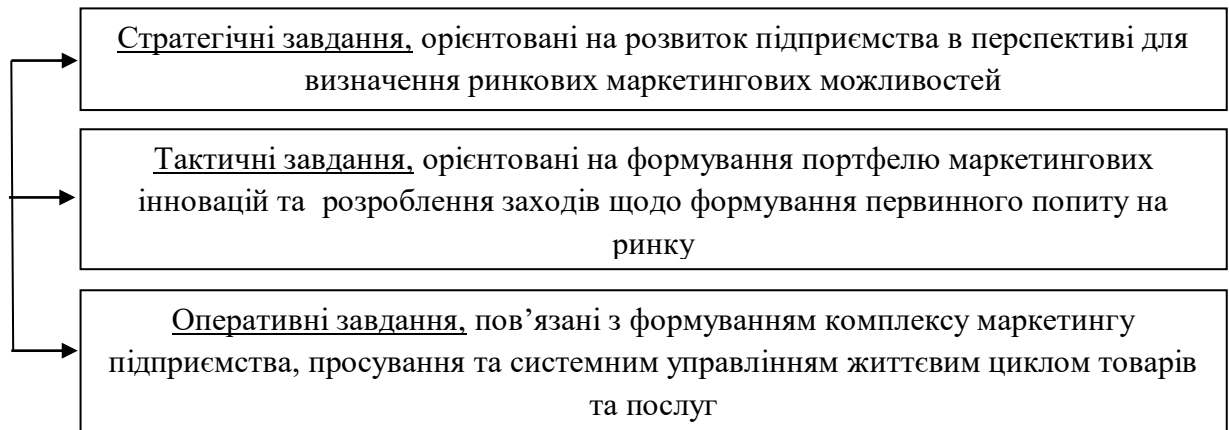 Стратегічні завдання, орієнтовані на розвиток підприємства в перспективі для
визначення ринкових маркетингових можливостей
Тактичні завдання, орієнтовані на формування портфелю маркетингових
інновацій та розроблення заходів щодо формування первинного попиту на
ринку
Оперативні завдання, пов’язані з формуванням комплексу маркетингу
підприємства, просування та системним управлінням життєвим циклом товарів
та послуг